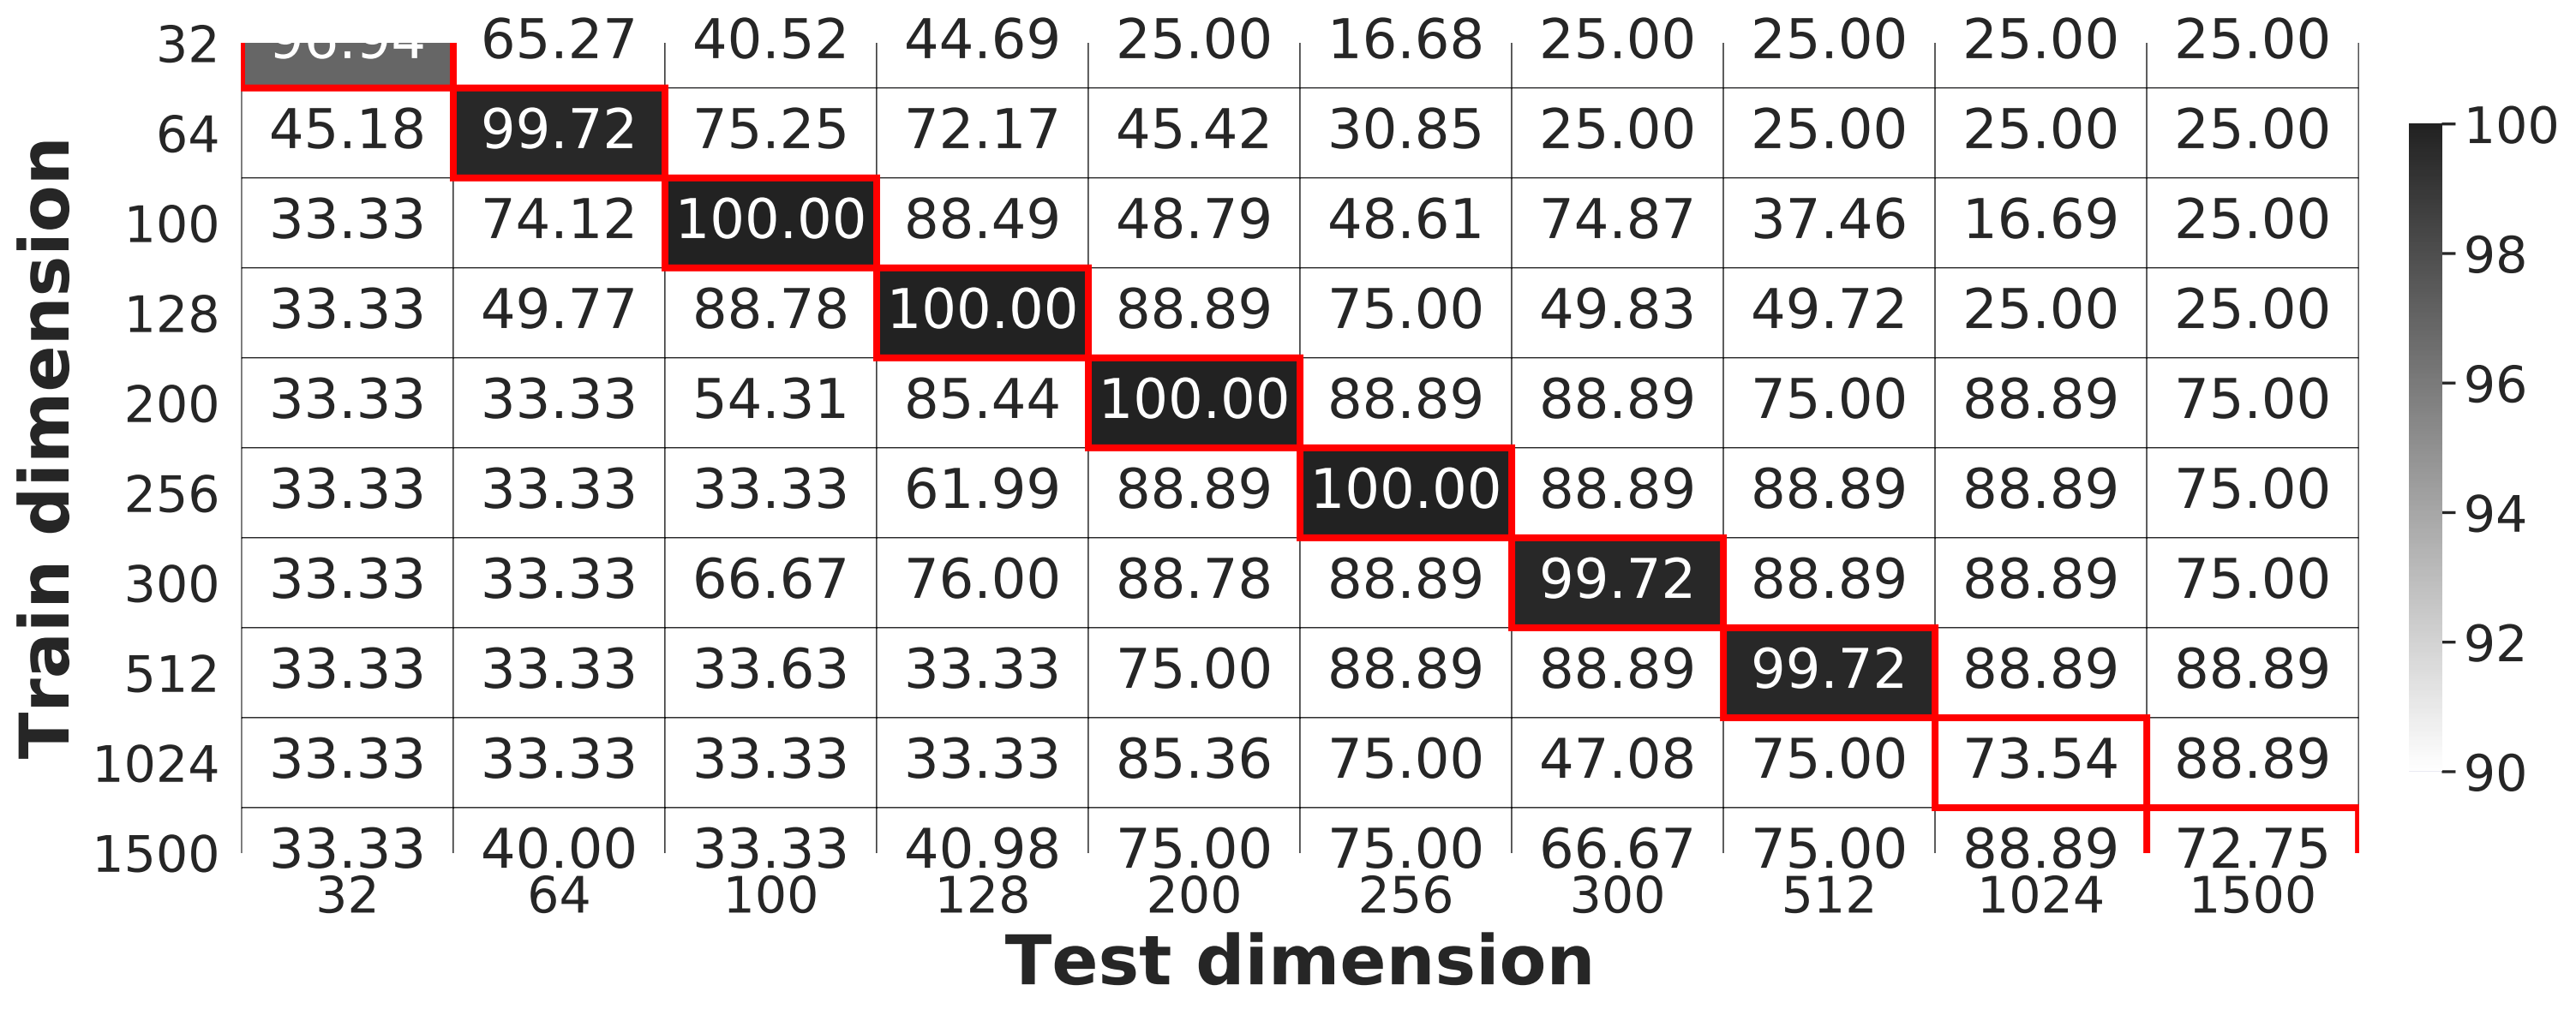 32 96.94 65.27 40.52 44.69 25.00 16.68 25.00 25.00 25.00 25.00
64 45.18 99.72 75.25 72.17 45.42 30.85 25.00 25.00 25.00 25.00
100 33.33 74.12 100.00 88.49 48.79 48.61 74.87 37.46 16.69 25.00
128 33.33 49.77 88.78 100.00 88.89 75.00 49.83 49.72 25.00 25.00
200 33.33 33.33 54.31 85.44 100.00 88.89 88.89 75.00 88.89 75.00
256 33.33 33.33 33.33 61.99 88.89 100.00 88.89 88.89 88.89 75.00
300 33.33 33.33 66.67 76.00 88.78 88.89 99.72 88.89 88.89 75.00
512 33.33 33.33 33.63 33.33 75.00 88.89 88.89 99.72 88.89 88.89
1024 33.33 33.33 33.33 33.33 85.36 75.00 47.08 75.00 73.54 88.89
1500 33.33 40.00 33.33 40.98 75.00 75.00 66.67 75.00 88.89 72.75
32 64 100 128 200 256 300 512 1024 1500
Test dimension
Train dimension
100
98
96
94
92
90